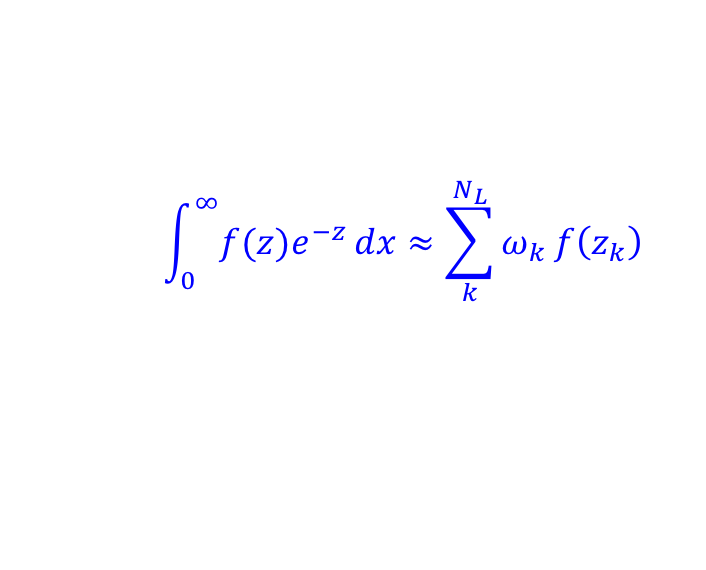 ∫₀^∞ f(z)e^{−z} dx ≈ ∑_k^{N_L} ω_k f(z_k)